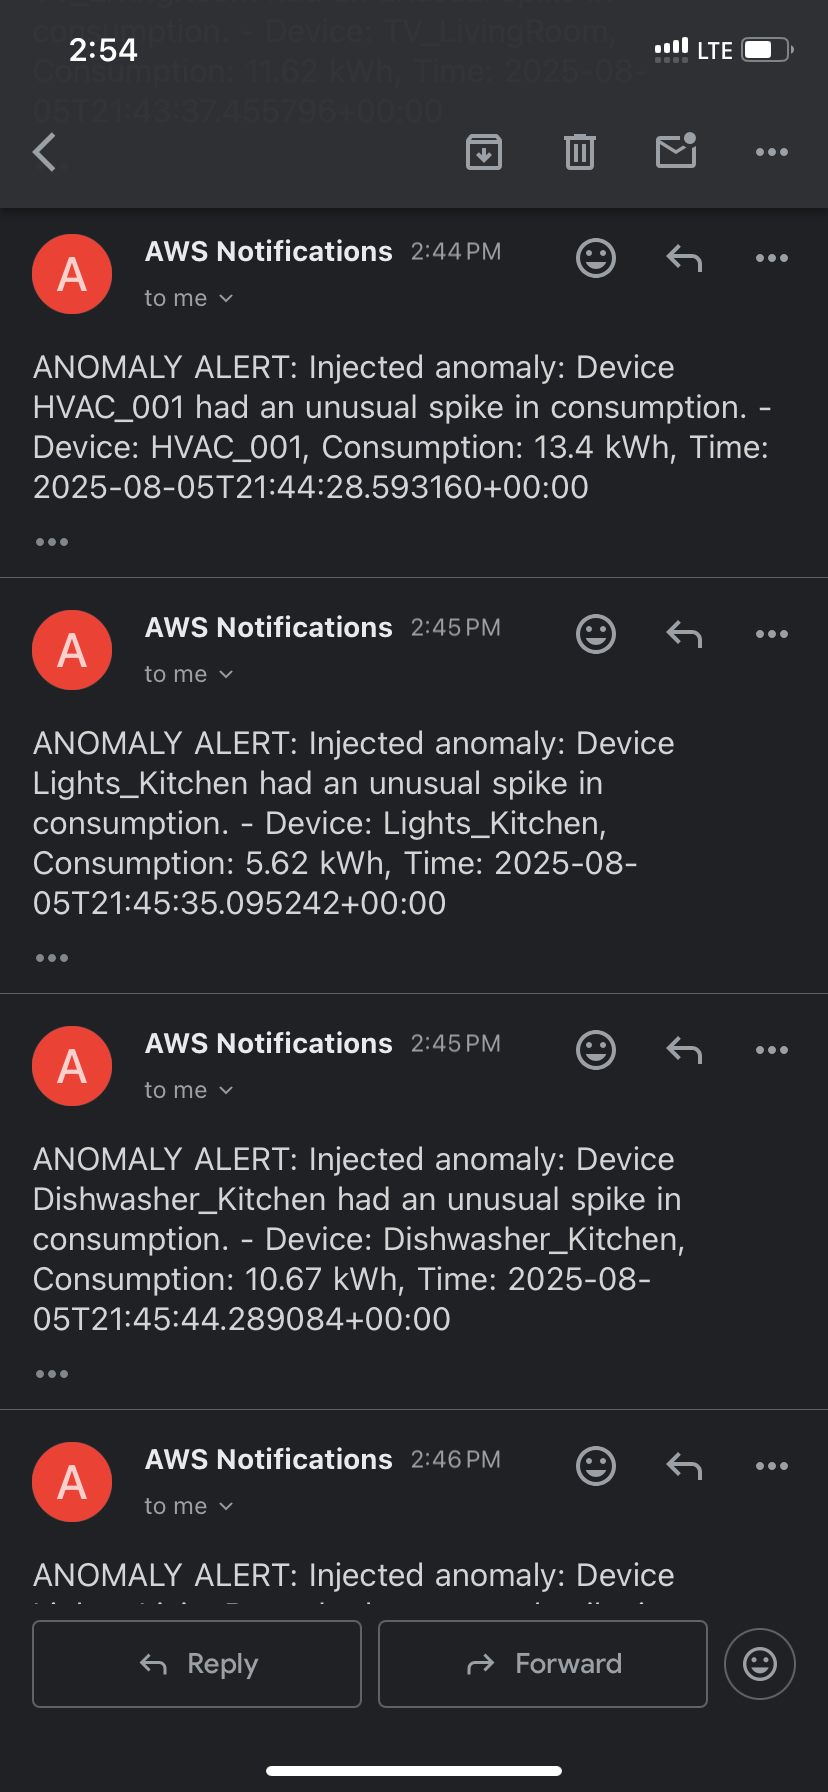 consumption. - Device: TV_LivingRoom,
2:54
LTE
Consumption: 11.62 kWh, Time: 2025-08-
05T21:43:37.455796+00:00
AWS Notifications 2:44 PM
to me
ANOMALY ALERT: Injected anomaly: Device
HVAC_001 had an unusual spike in consumption. -
Device: HVAC_001, Consumption: 13.4 kWh, Time:
2025-08-05T21:44:28.593160+00:00
AWS Notifications 2:45 PM
to me
ANOMALY ALERT: Injected anomaly: Device
Lights_Kitchen had an unusual spike in
consumption. - Device: Lights_Kitchen,
Consumption: 5.62 kWh, Time: 2025-08-
05T21:45:35.095242+00:00
AWS Notifications 2:45 PM
to me
ANOMALY ALERT: Injected anomaly: Device
Dishwasher_Kitchen had an unusual spike in
consumption. - Device: Dishwasher_Kitchen,
Consumption: 10.67 kWh, Time: 2025-08-
05T21:45:44.289084+00:00
AWS Notifications 2:46 PM
to me
ANOMALY ALERT: Injected anomaly: Device
Reply
Forward